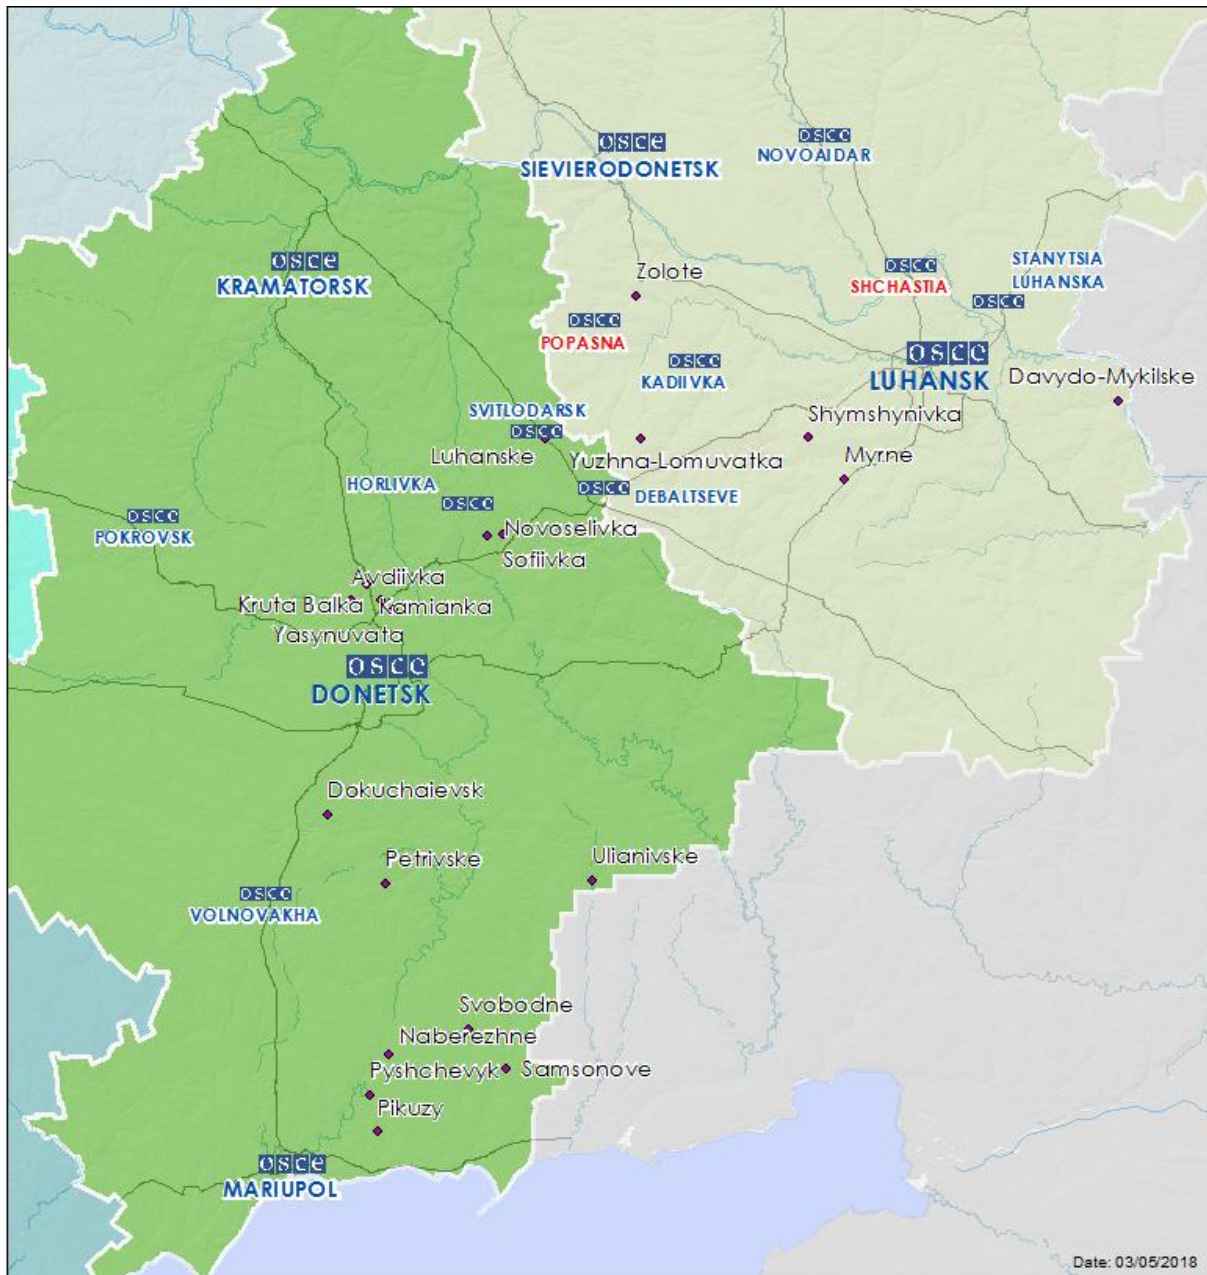 osce
SIEVIERODONETSK
osce
NOVOAIDAR
osce
KRAMATORSK
Zolote
osce
SHCHASTIA
STANYTSIA
LUHANSKA
osce
osce
POPASNA
osce
KADIIVKA
osce
LUHANSK
Davydo-Mykilske
SVITLODARSK
osce
Luhanske
Yuzhna-Lomuvatka
Shymshynivka
Myrne
HORLIVKA
osce
osce
DEBALTSEVE
osce
POKROVSK
Novoselivka
Sofiivka
Avdiivka
Kruta Balka
Kamianka
Yasynuvata
osce
DONETSK
Dokuchaievsk
Petrivske
Ulianivske
osce
VOLNOVAKHA
Svobodne
Naberezhne
Pyshchevyk
Samsonove
Pikuzy
osce
MARIUPOL
Date: 03/05/2018